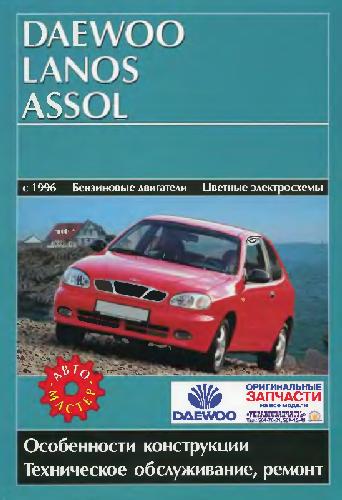 DAEWOO
LANOS
ASSOL
с 1996 Бензиновые двигатели Цветные электросхемы
АВТО
МАСТЕР
DAEWOO
ОРИГИНАЛЬНЫЕ
ЗАПЧАСТИ
Особенности конструкции
Техническое обслуживание, ремонт